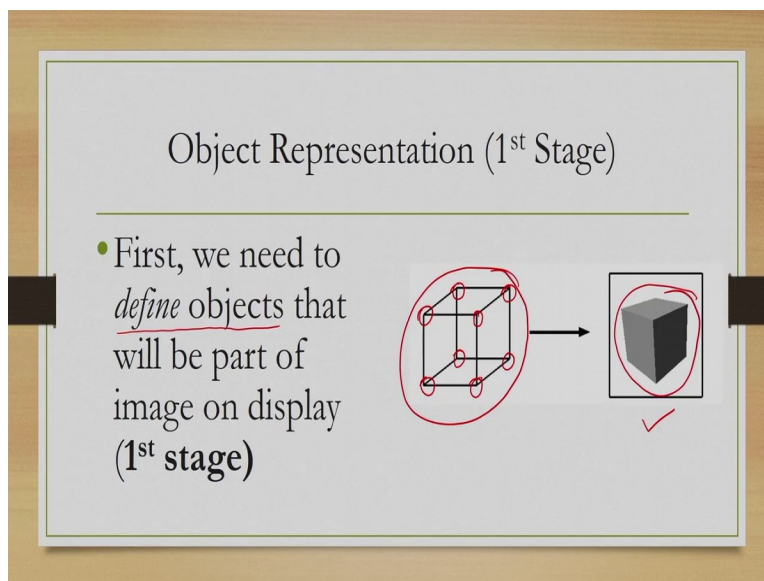 Object Representation (1st Stage)
• First, we need to
define objects that
will be part of
image on display
(1st stage)